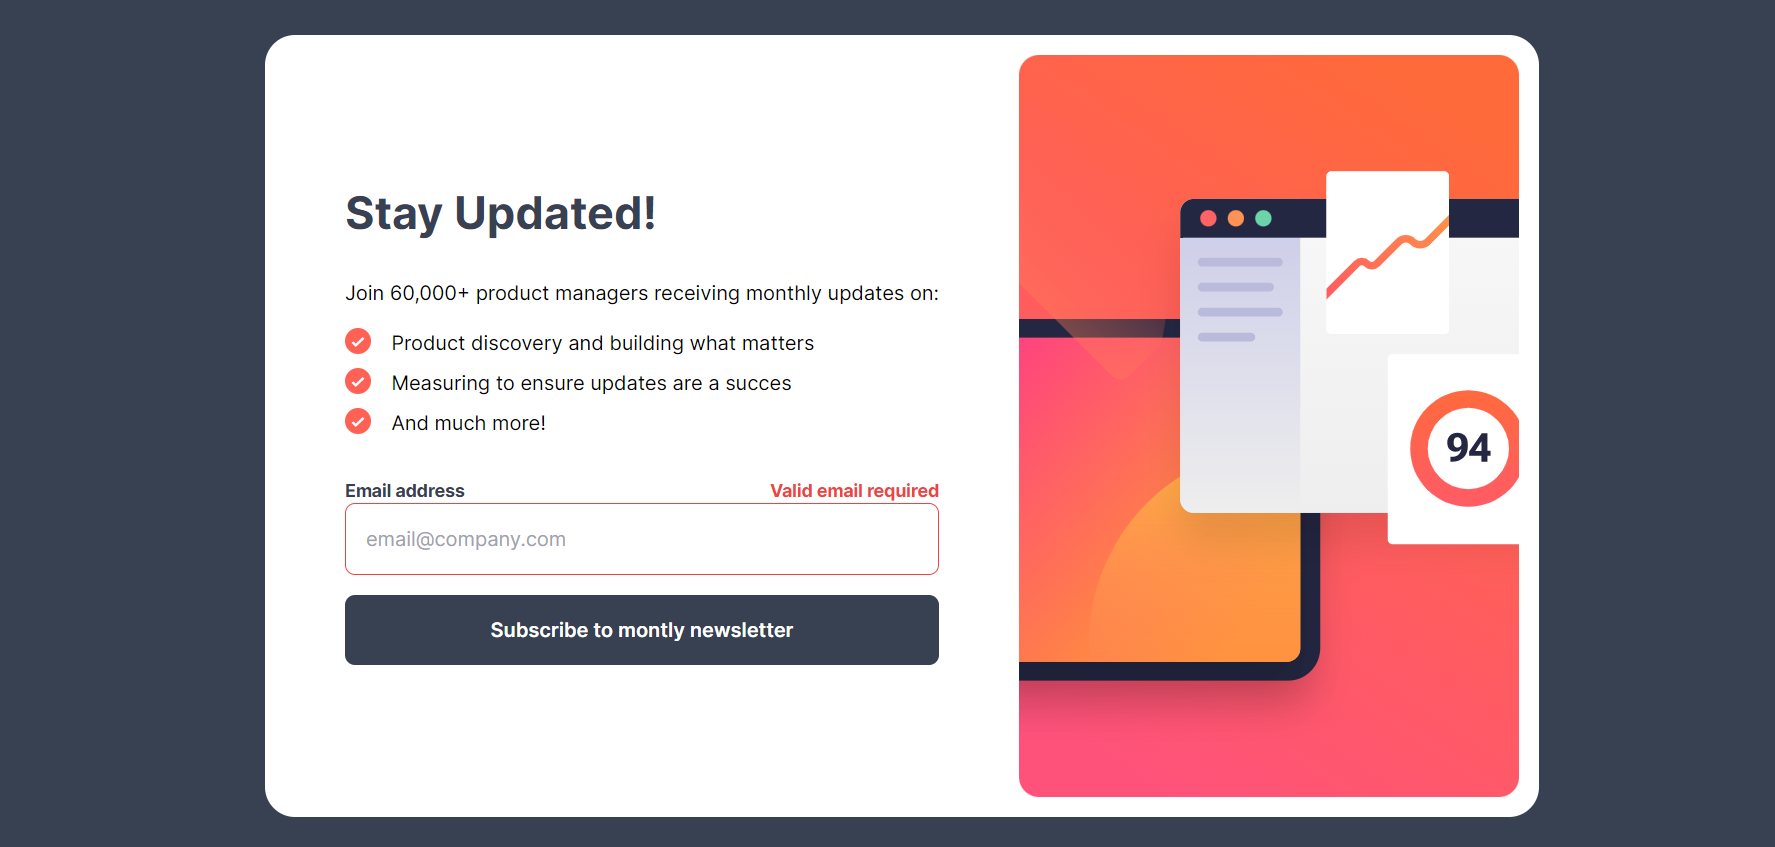 Stay Updated!
Join 60,000+ product managers receiving monthly updates on:
Product discovery and building what matters
Measuring to ensure updates are a succes
And much more!
Email address
Valid email required
email@company.com
Subscribe to montly newsletter
94